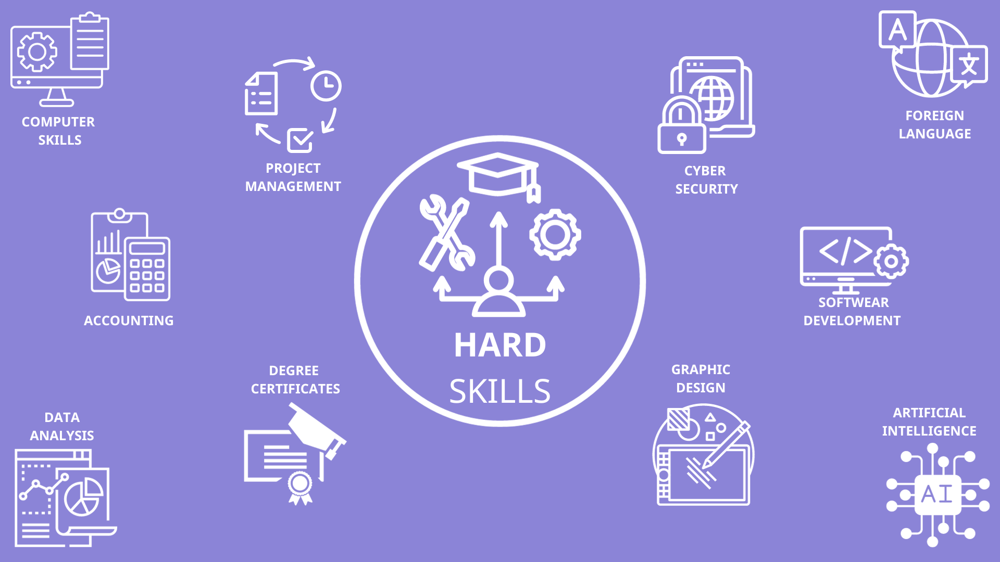 COMPUTER
SKILLS
PROJECT
MANAGEMENT
CYBER
SECURITY
A
文
FOREIGN
LANGUAGE
ACCOUNTING
HARD
SKILLS
</>
SOFTWEAR
DEVELOPMENT
DATA
ANALYSIS
DEGREE
CERTIFICATES
GRAPHIC
DESIGN
ARTIFICIAL
INTELLIGENCE
AI